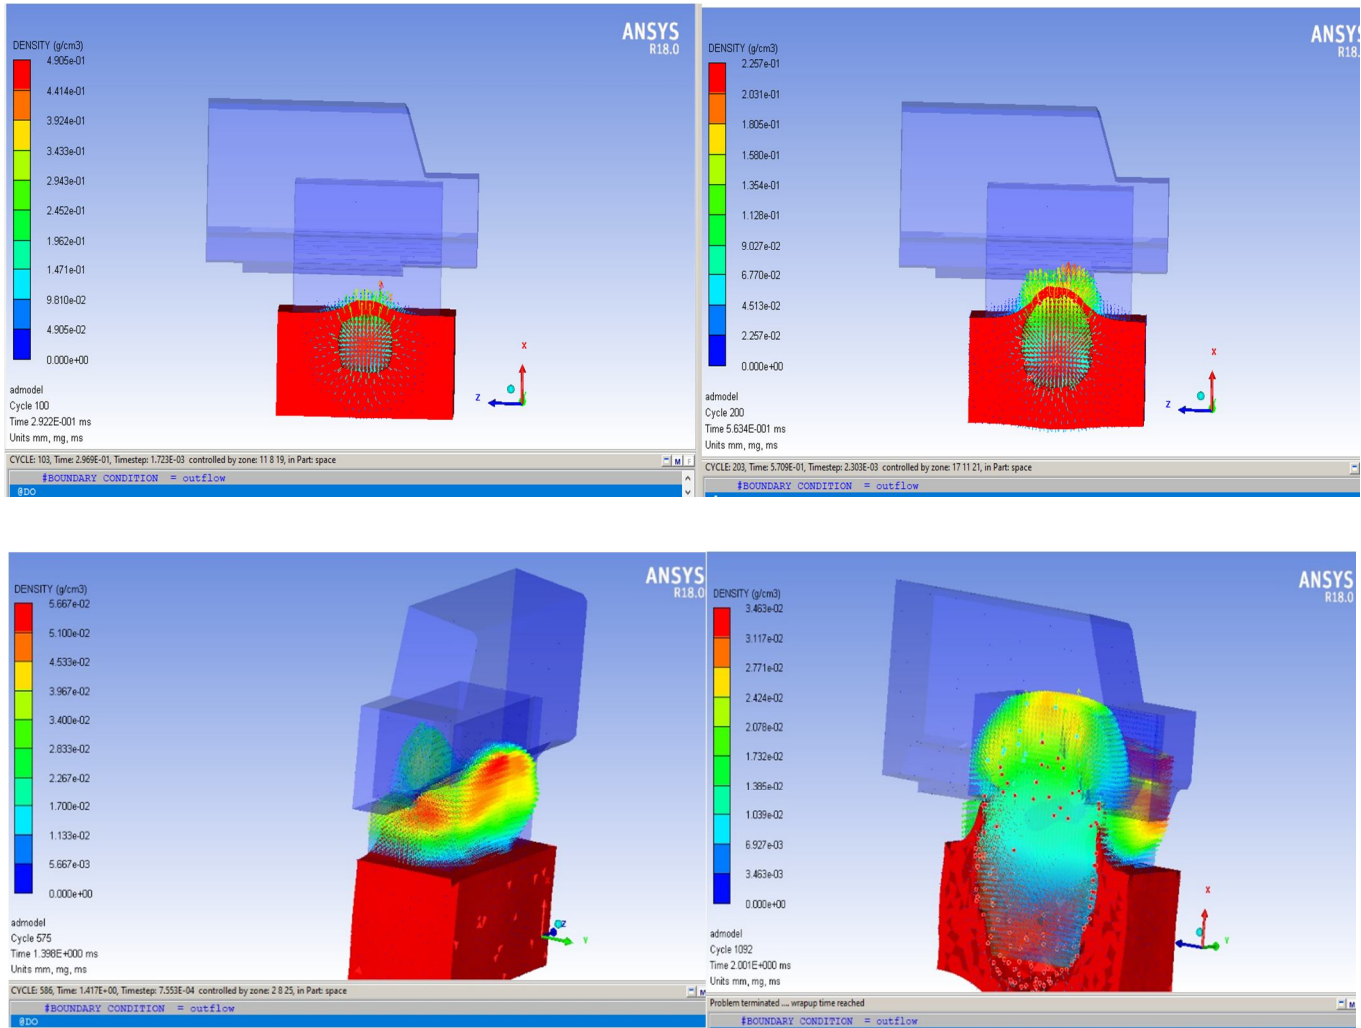 ANSYS
R18.0
DENSITY (g/cm3)
4.905e-01
4.414e-01
3.924e-01
3.433e-01
2.943e-01
2.452e-01
1.962e-01
1.471e-01
9.810e-02
4.905e-02
0.000e+00
X
Z
admodel
Cycle 100
Time 2.922E-001 ms
Units mm, mg, ms
CYCLE: 103, Time: 2.969E-01, Timestep: 1.723E-03 controlled by zone: 11 8 19, in Part: space
M F
#BOUNDARY CONDITION = outflow
@DO
ANSYS
R18.
DENSITY (g/cm3)
2.257e-01
2.031e-01
1.805e-01
1.580e-01
1.354e-01
1.128e-01
9.027e-02
6.770e-02
4.513e-02
2.257e-02
0.000e+00
X
Z
admodel
Cycle 200
Time 5.634E-001 ms
Units mm, mg, ms
CYCLE: 203, Time: 5.709E-01, Timestep: 2.303E-03 controlled by zone: 17 11 21, in Part: space
#BOUNDARY CONDITION = outflow
ANSYS
R18.0
DENSITY (g/cm3)
5.667e-02
5.100e-02
4.533e-02
3.967e-02
3.400e-02
2.833e-02
2.267e-02
1.700e-02
1.133e-02
5.667e-03
0.000e+00
Z
Y
admodel
Cycle 575
Time 1.398E+000 ms
Units mm, mg, ms
CYCLE: 586, Time: 1.417E+00, Timestep: 7.553E-04 controlled by zone: 2 8 25, in Part: space
M
#BOUNDARY CONDITION = outflow
@DO
ANSYS
R18.0
DENSITY (g/cm3)
3.463e-02
3.117e-02
2.771e-02
2.424e-02
2.078e-02
1.732e-02
1.385e-02
1.039e-02
6.927e-03
3.463e-03
0.000e+00
X
Y
admodel
Cycle 1092
Time 2.001E+000 ms
Units mm, mg, ms
Problem terminated .... wrapup time reached
M
#BOUNDARY CONDITION = outflow